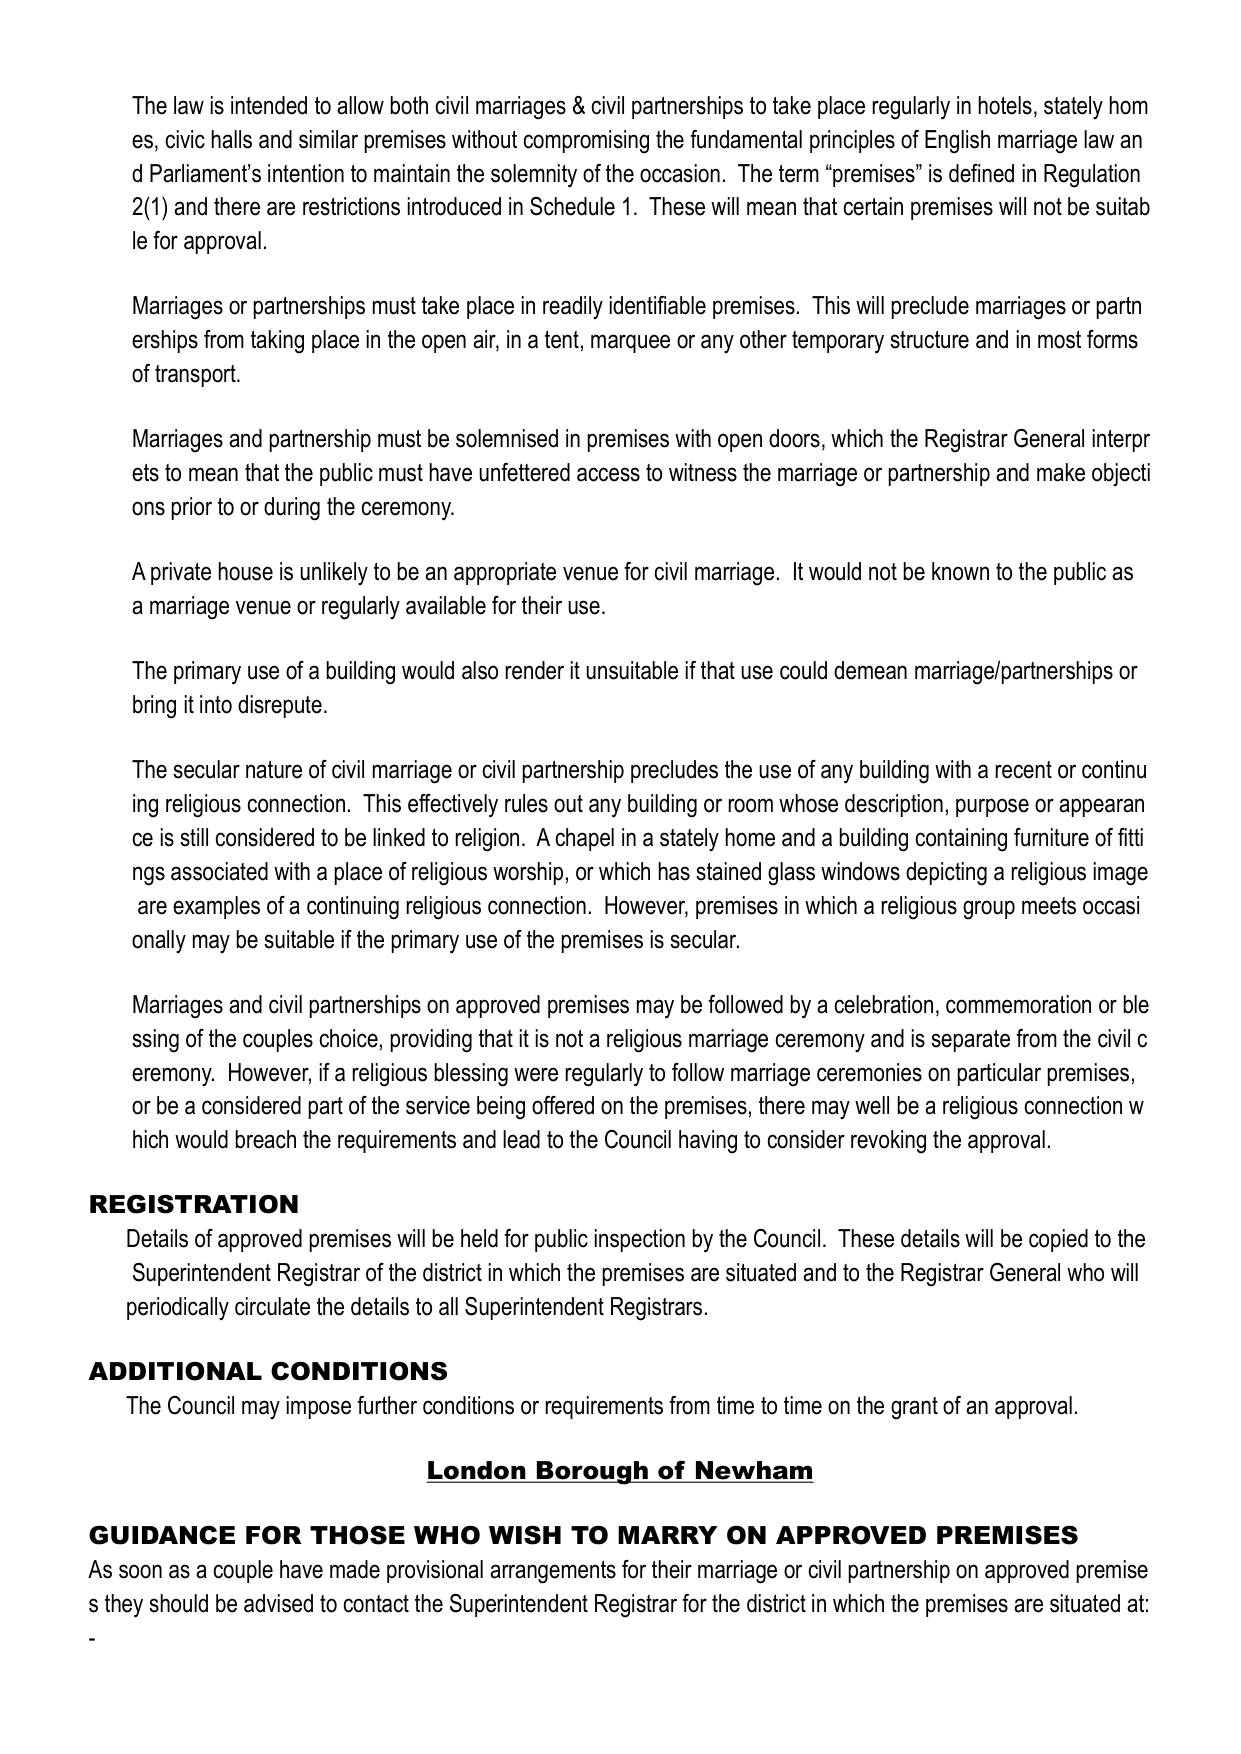 The law is intended to allow both civil marriages & civil partnerships to take place regularly in hotels, stately hom
es, civic halls and similar premises without compromising the fundamental principles of English marriage law an
d Parliament’s intention to maintain the solemnity of the occasion.  The term “premises” is defined in Regulation
2(1) and there are restrictions introduced in Schedule 1.  These will mean that certain premises will not be suitab
le for approval.

Marriages or partnerships must take place in readily identifiable premises.  This will preclude marriages or partn
erships from taking place in the open air, in a tent, marquee or any other temporary structure and in most forms
of transport.

Marriages and partnership must be solemnised in premises with open doors, which the Registrar General interpr
ets to mean that the public must have unfettered access to witness the marriage or partnership and make objecti
ons prior to or during the ceremony.

A private house is unlikely to be an appropriate venue for civil marriage.  It would not be known to the public as
a marriage venue or regularly available for their use.

The primary use of a building would also render it unsuitable if that use could demean marriage/partnerships or
bring it into disrepute.

The secular nature of civil marriage or civil partnership precludes the use of any building with a recent or continu
ing religious connection.  This effectively rules out any building or room whose description, purpose or appearan
ce is still considered to be linked to religion.  A chapel in a stately home and a building containing furniture of fitti
ngs associated with a place of religious worship, or which has stained glass windows depicting a religious image
are examples of a continuing religious connection.  However, premises in which a religious group meets occasi
onally may be suitable if the primary use of the premises is secular.

Marriages and civil partnerships on approved premises may be followed by a celebration, commemoration or ble
ssing of the couples choice, providing that it is not a religious marriage ceremony and is separate from the civil c
eremony.  However, if a religious blessing were regularly to follow marriage ceremonies on particular premises,
or be a considered part of the service being offered on the premises, there may well be a religious connection w
hich would breach the requirements and lead to the Council having to consider revoking the approval.

REGISTRATION
Details of approved premises will be held for public inspection by the Council.  These details will be copied to the
Superintendent Registrar of the district in which the premises are situated and to the Registrar General who will
periodically circulate the details to all Superintendent Registrars.

ADDITIONAL CONDITIONS
The Council may impose further conditions or requirements from time to time on the grant of an approval.

London Borough of Newham

GUIDANCE FOR THOSE WHO WISH TO MARRY ON APPROVED PREMISES
As soon as a couple have made provisional arrangements for their marriage or civil partnership on approved premise
s they should be advised to contact the Superintendent Registrar for the district in which the premises are situated at:
-